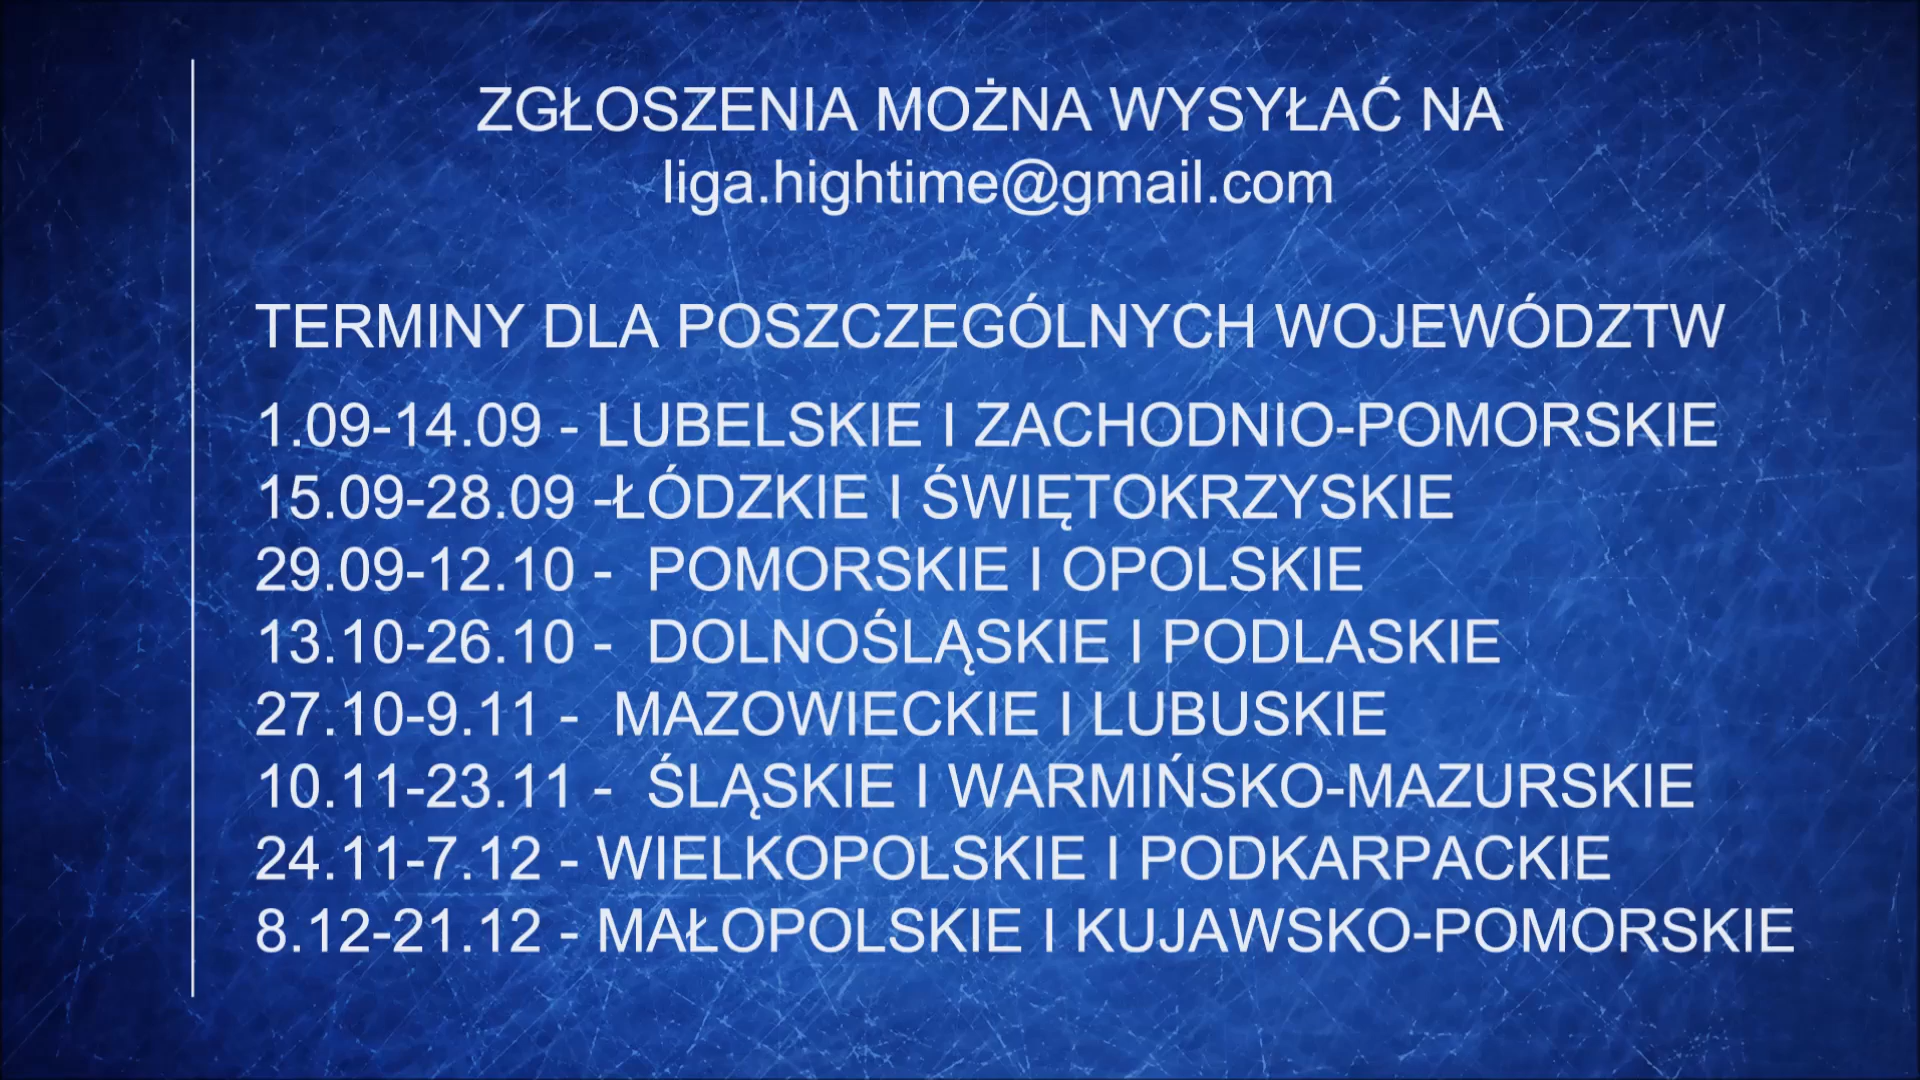 ZGŁOSZENIA MOŻNA WYSYŁAĆ NA
liga.hightime@gmail.com
TERMINY DLA POSZCZEGÓLNYCH WOJEWÓDZTW
1.09-14.09 - LUBELSKIE I ZACHODNIO-POMORSKIE
15.09-28.09 -ŁÓDZKIE I ŚWIĘTOKRZYSKIE
29.09-12.10 - POMORSKIE I OPOLSKIE
13.10-26.10 - DOLNOŚLĄSKIE I PODLASKIE
27.10-9.11 - MAZOWIECKIE I LUBUSKIE
10.11-23.11 - ŚLĄSKIE I WARMIŃSKO-MAZURSKIE
24.11-7.12 - WIELKOPOLSKIE I PODKARPACKIE
8.12-21.12 - MAŁOPOLSKIE I KUJAWSKO-POMORSKIE